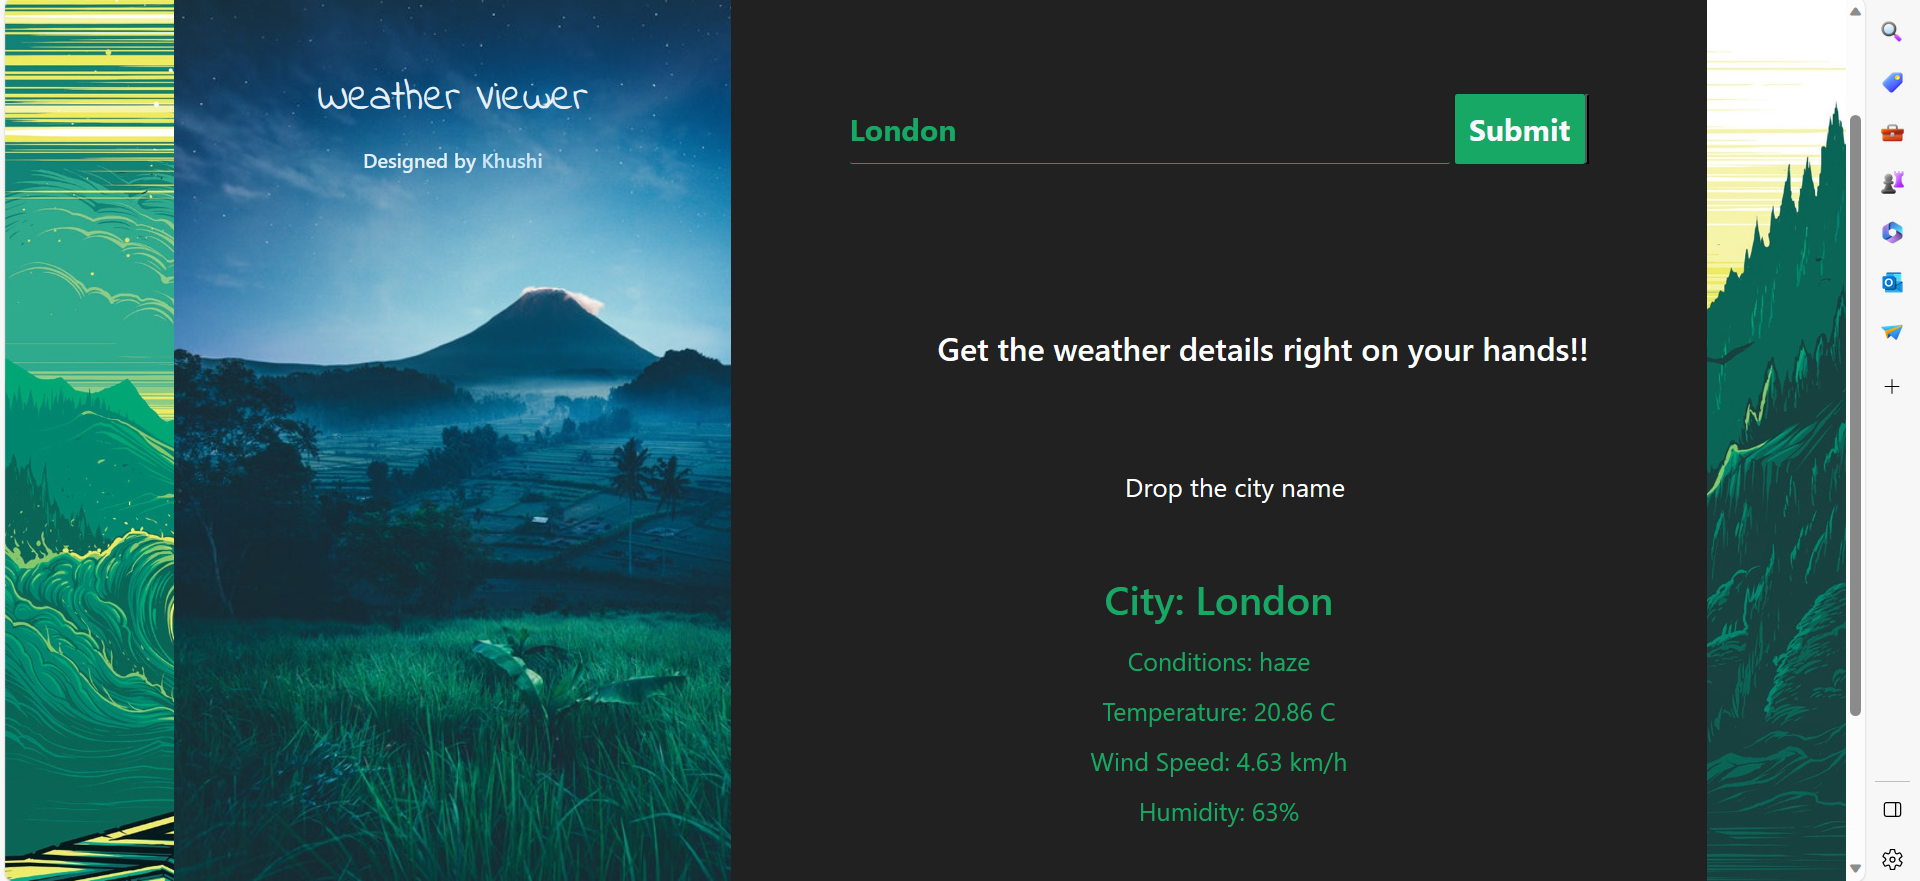 weather viewer
Designed by Khushi
London
Submit
Get the weather details right on your hands!!
Drop the city name
City: London
Conditions: haze
Temperature: 20.86 C
Wind Speed: 4.63 km/h
Humidity: 63%